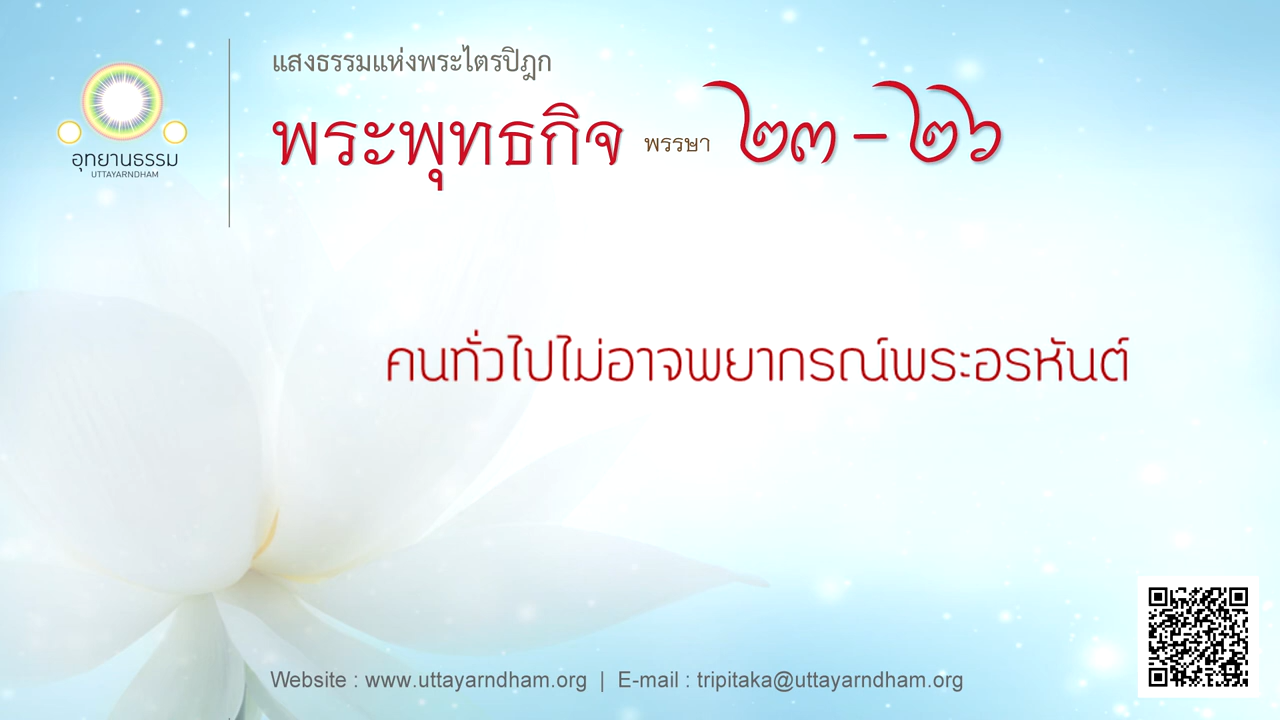 แสงธรรมแห่งพระไตรปิฎก
พระพุทธกิจ พรรษา ๒๓ – ๒๖
อุทยานธรรม
UTTAYARNDHAM
คนทั่วไปไม่อาจพยากรณ์พระอรหันต์
Website : www.uttayarndham.org | E-mail : tripitaka@uttayarndham.org